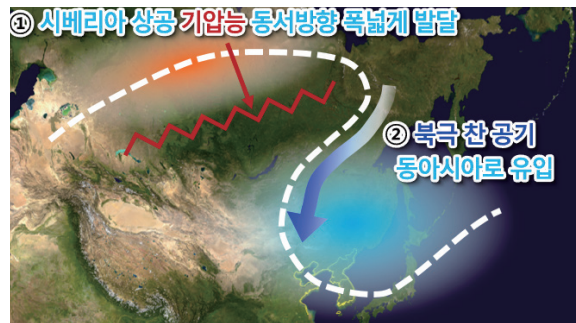 ① 시베리아 상공 기압능 동서방향 폭넓게 발달
② 북극 찬 공기
동아시아로 유입